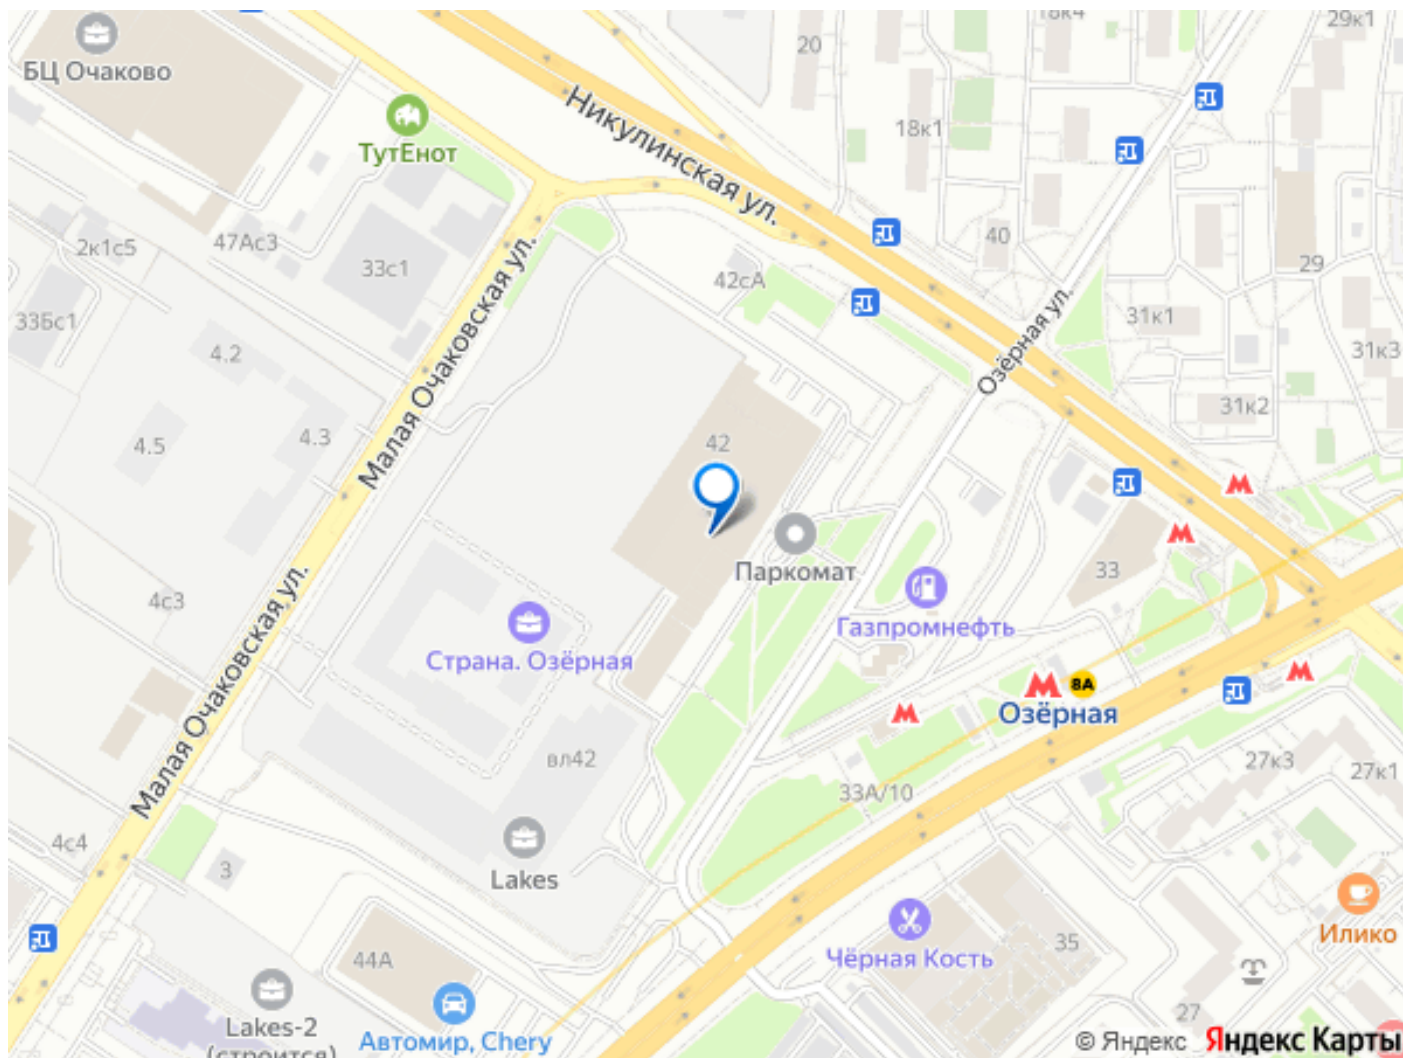 20
18к4
29к1
БЦ Очаково
ТутЕнот
Никулинская ул.
18к1
47Ас3
2к1с5
33с1
42сА
40
29
33Бс1
4.2
Малая Очаковская ул.
Озёрная ул.
31к1
31к3
4.5
4.3
42
31к2
Паркомат
33
4с3
Газпромнефть
Страна. Озёрная
Малая Очаковская ул.
8А
Озёрная
вл42
33А/10
27к3
27к1
4с4
3
Lakes
44А
Чёрная Кость
35
Илико
Lakes-2
(строится)
Автомир, Chery
27
© Яндекс Яндекс Карты